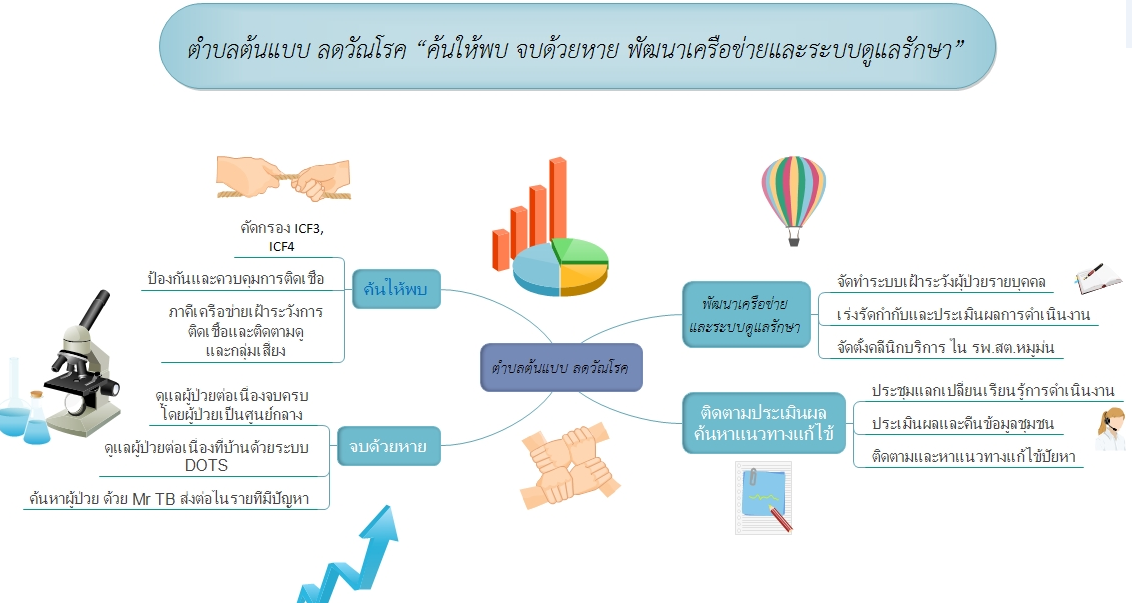 ตำบลต้นแบบ ลดวัณโรค “ค้นให้พบ จบด้วยหาย พัฒนาเครือข่ายและระบบดูแลรักษา”
คัดกรอง ICF3,
ICF4
ป้องกันและควบคุมการติดเชื้อ
ภาคีเครือข่ายเฝ้าระวังการ
ติดเชื้อและติดตามดู
และกลุ่มเสี่ยง
ค้นให้พบ
ดูแลผู้ป่วยต่อเนื่องจบครบ
โดยผู้ป่วยเป็นศูนย์กลาง
ดูแลผู้ป่วยต่อเนื่องที่บ้านด้วยระบบ
DOTS
ค้นหาผู้ป่วย ด้วย Mr TB ส่งต่อในรายที่มีปัญหา
จบด้วยหาย
ตำบลต้นแบบ ลดวัณโรค
พัฒนาเครือข่าย
และระบบดูแลรักษา
จัดทำระบบเฝ้าระวังผู้ป่วยรายบุคคล
เร่งรัดกำกับและประเมินผลการดำเนินงาน
จัดตั้งคลินิกบริการ ใน รพ.สต.หมูม่น
ติดตามประเมินผล
ค้นหาแนวทางแก้ไข้
ประชุมแลกเปลี่ยนเรียนรู้การดำเนินงาน
ประเมินผลและคืนข้อมูลชุมชน
ติดตามและหาแนวทางแก้ไข้ปัยหา